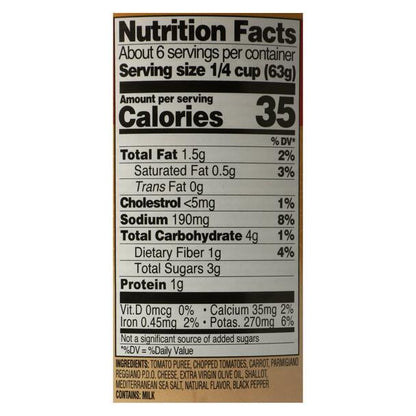 Nutrition Facts
About 6 servings per container
Serving size 1/4 cup (63g)
Amount per serving
Calories 35
% DV*
Total Fat 1.5g 2%
Saturated Fat 0.5g 3%
Trans Fat 0g
Cholestrol <5mg 1%
Sodium 190mg 8%
Total Carbohydrate 4g 1%
Dietary Fiber 1g 4%
Total Sugars 3g
Protein 1g
Vit.D 0mcg 0% • Calcium 35mg 2%
Iron 0.45mg 2% • Potas. 270mg 6%
Not a significant source of added sugars
*%DV = %Daily Value
INGREDIENTS: TOMATO PUREE, CHOPPED TOMATOES, CARROT, PARMIGIANO
REGGIANO P.D.O. CHEESE, EXTRA VIRGIN OLIVE OIL, SHALLOT,
MEDITERRANEAN SEA SALT, NATURAL FLAVOR, BLACK PEPPER
CONTAINS: MILK